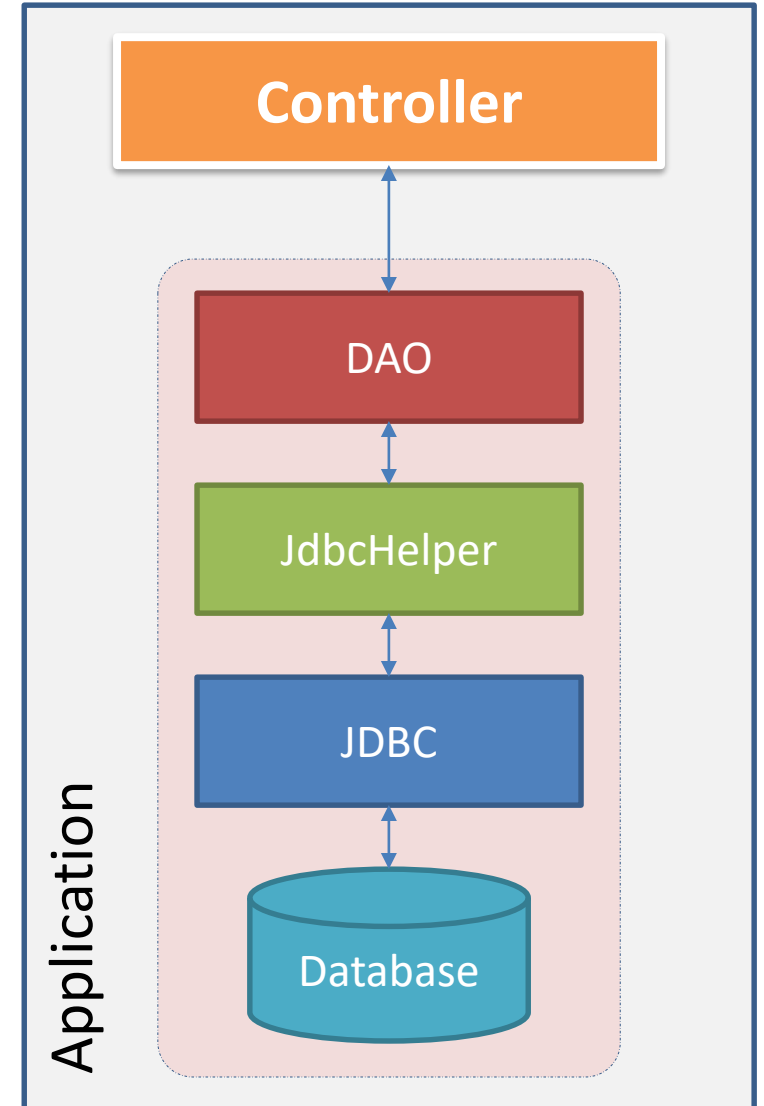 Controller
DAO
JdbcHelper
JDBC
Database
Application